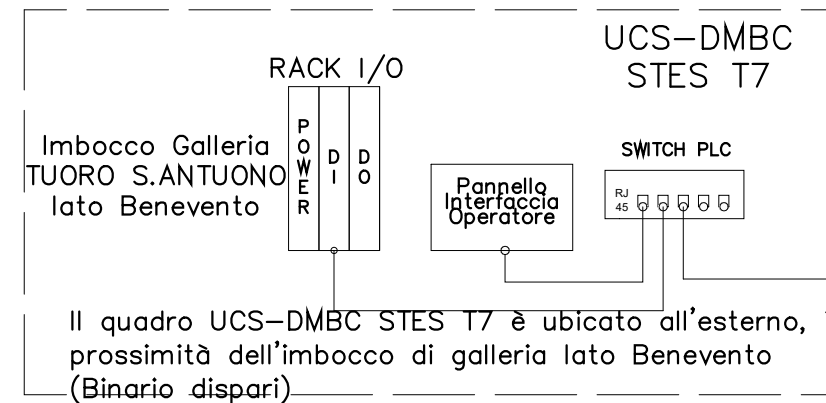 UCS-DMBC
STES T7
RACK I/O
POWER
DI
DO
Imbocco Galleria
TUORO S.ANTUONO
lato Benevento
Pannello
Interfaccia
Operatore
SWITCH PLC
RJ
45
Il quadro UCS-DMBC STES T7 è ubicato all'esterno,
prossimità dell'imbocco di galleria lato Benevento
(Binario dispari)